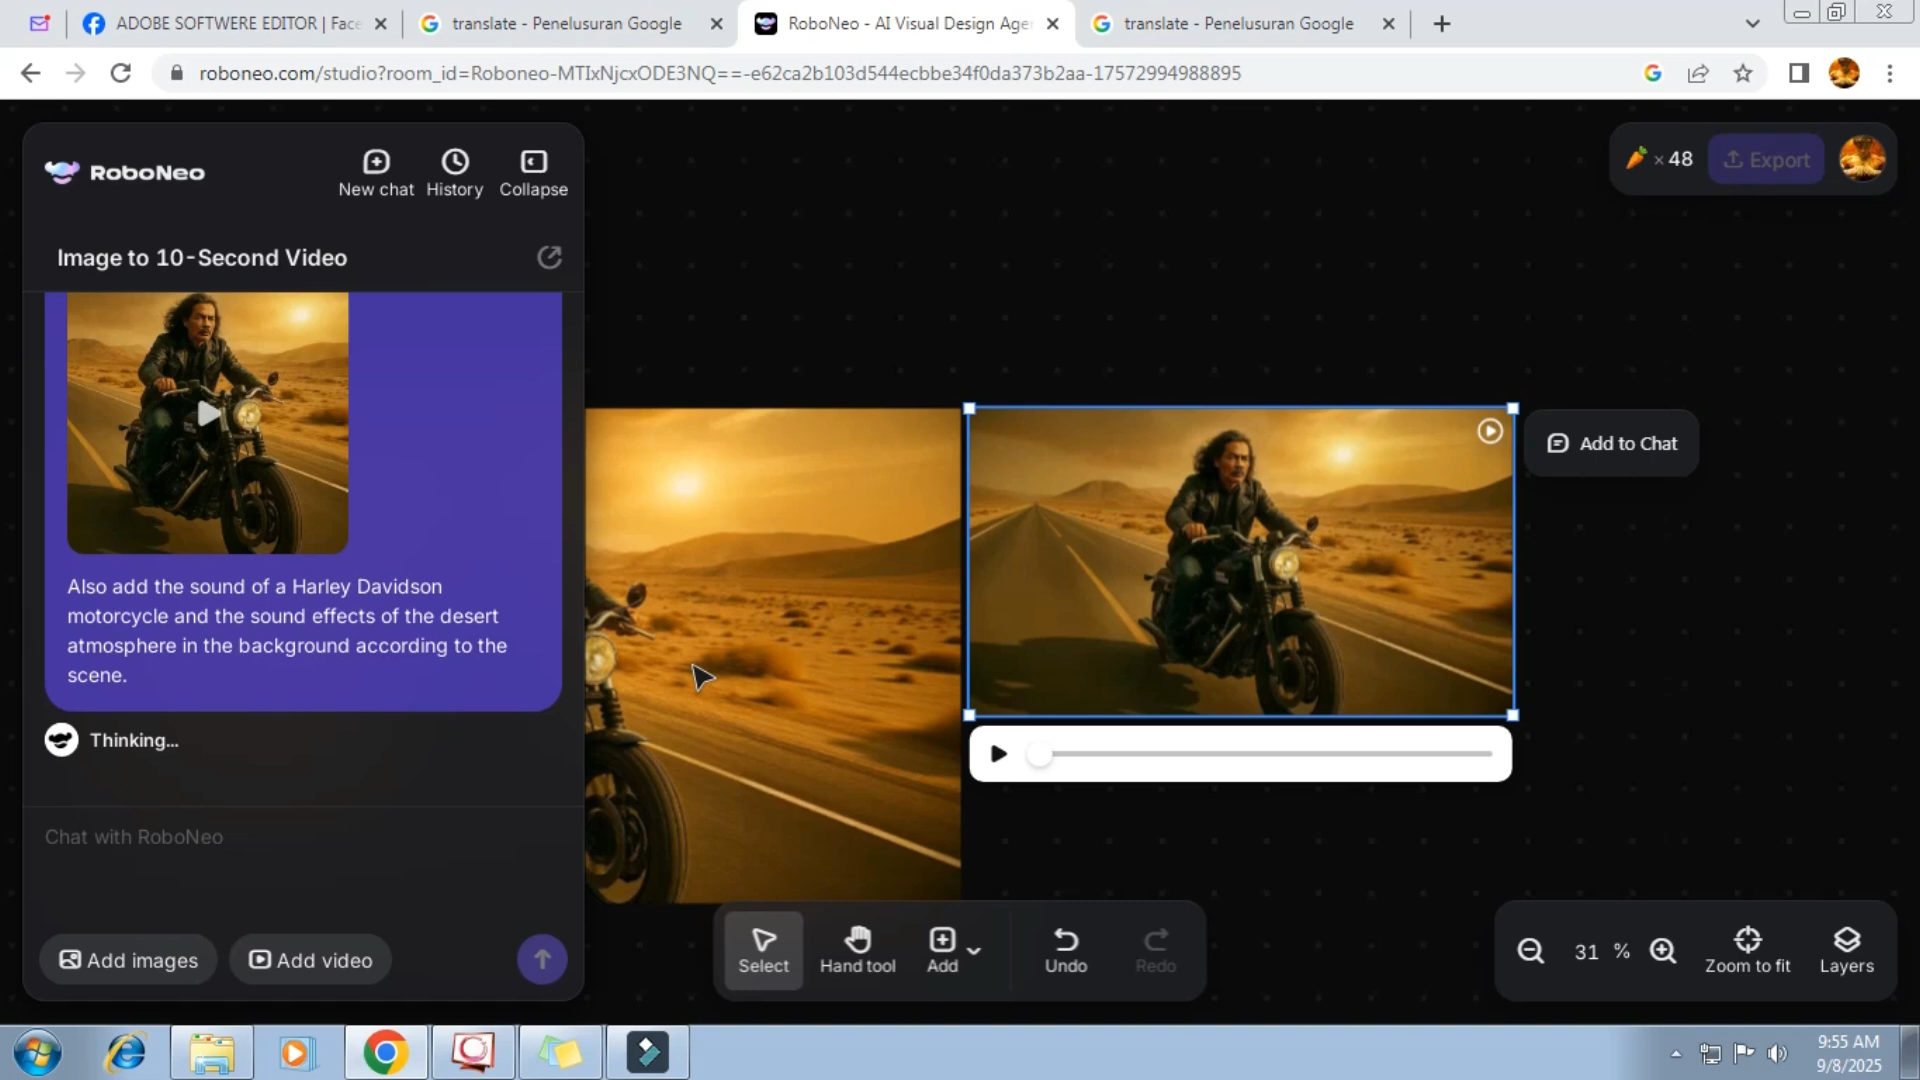 ADOBE SOFTWERE EDITOR | Face
translate - Penelusuran Google
RoboNeo - AI Visual Design Age
translate - Penelusuran Google
roboneo.com/studio?room_id=Roboneo-MTIxNjcxODE3NQ==-e62ca2b103d544ecbbe34f0da373b2aa-17572994988895
RoboNeo
New chat
History
Collapse
× 48
Export
Image to 10-Second Video
Add to Chat
Also add the sound of a Harley Davidson
motorcycle and the sound effects of the desert
atmosphere in the background according to the
scene.
Thinking...
Chat with RoboNeo
Add images
Add video
Select
Hand tool
Add
Undo
Redo
31 %
Zoom to fit
Layers
9:55 AM
9/8/2025